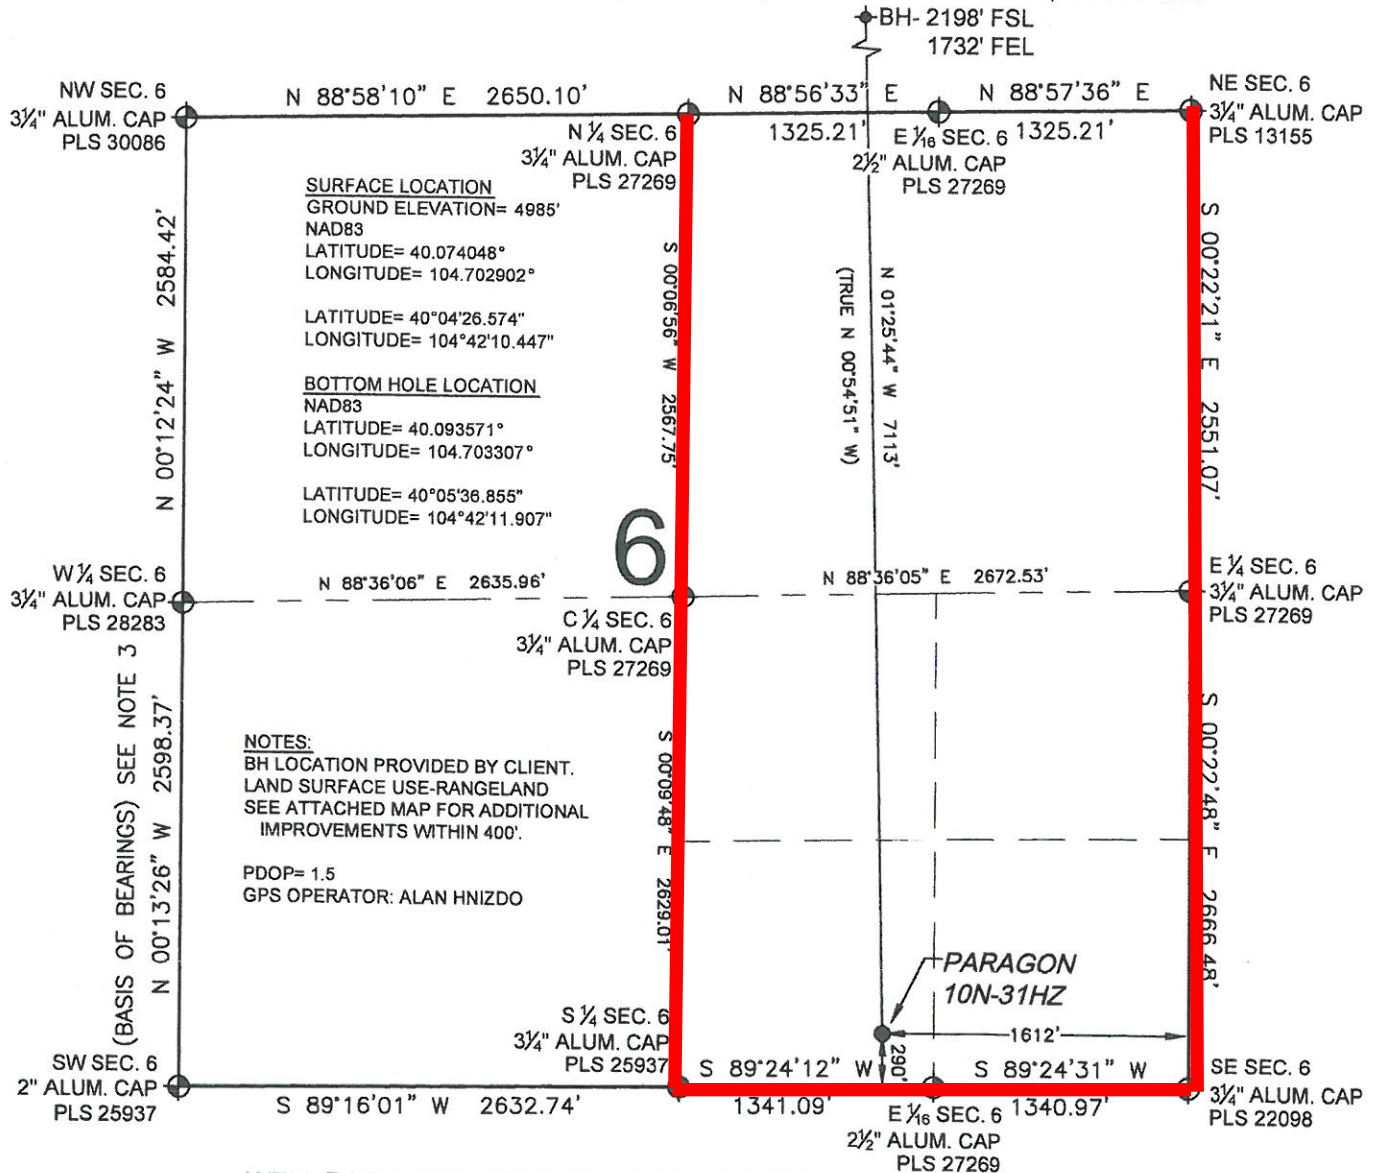 BH- 2198' FSL
1732' FEL
NW SEC. 6
3¼" ALUM. CAP
PLS 30086
N 88°58'10" E 2650.10'
N 88°56'33" E
1325.21'
N 88°57'36" E
1325.21'
NE SEC. 6
3¼" ALUM. CAP
PLS 13155
N ¼ SEC. 6
3¼" ALUM. CAP
PLS 27269
E 1⁄16 SEC. 6
2½" ALUM. CAP
PLS 27269
SURFACE LOCATION
GROUND ELEVATION= 4985'
NAD83
LATITUDE= 40.074048°
LONGITUDE= 104.702902°
LATITUDE= 40°04'26.574"
LONGITUDE= 104°42'10.447"
BOTTOM HOLE LOCATION
NAD83
LATITUDE= 40.093571°
LONGITUDE= 104.703307°
LATITUDE= 40°05'36.855"
LONGITUDE= 104°42'11.907"
N 00°12'24" W 2584.42'
S 00°06'56" W 2567.75'
N 01°25'44" W 7113'
(TRUE N 00°54'51" W)
S 00°22'21" E 2551.07'
6
W ¼ SEC. 6
3¼" ALUM. CAP
PLS 28283
N 88°36'06" E 2635.96'
N 88°36'05" E 2672.53'
E ¼ SEC. 6
3¼" ALUM. CAP
PLS 27269
C ¼ SEC. 6
3¼" ALUM. CAP
PLS 27269
(BASIS OF BEARINGS) SEE NOTE 3
N 00°13'26" W 2598.37'
NOTES:
BH LOCATION PROVIDED BY CLIENT.
LAND SURFACE USE-RANGELAND
SEE ATTACHED MAP FOR ADDITIONAL
IMPROVEMENTS WITHIN 400'.
PDOP= 1.5
GPS OPERATOR: ALAN HNIZDO
S 00°09'48" E 2629.01'
S 00°22'48" E 2666.48'
PARAGON
10N-31HZ
1612'
290'
S ¼ SEC. 6
3¼" ALUM. CAP
PLS 25937
SW SEC. 6
2" ALUM. CAP
PLS 25937
S 89°16'01" W 2632.74'
S 89°24'12" W
1341.09'
S 89°24'31" W
1340.97'
E 1⁄16 SEC. 6
2½" ALUM. CAP
PLS 27269
SE SEC. 6
3¼" ALUM. CAP
PLS 22098